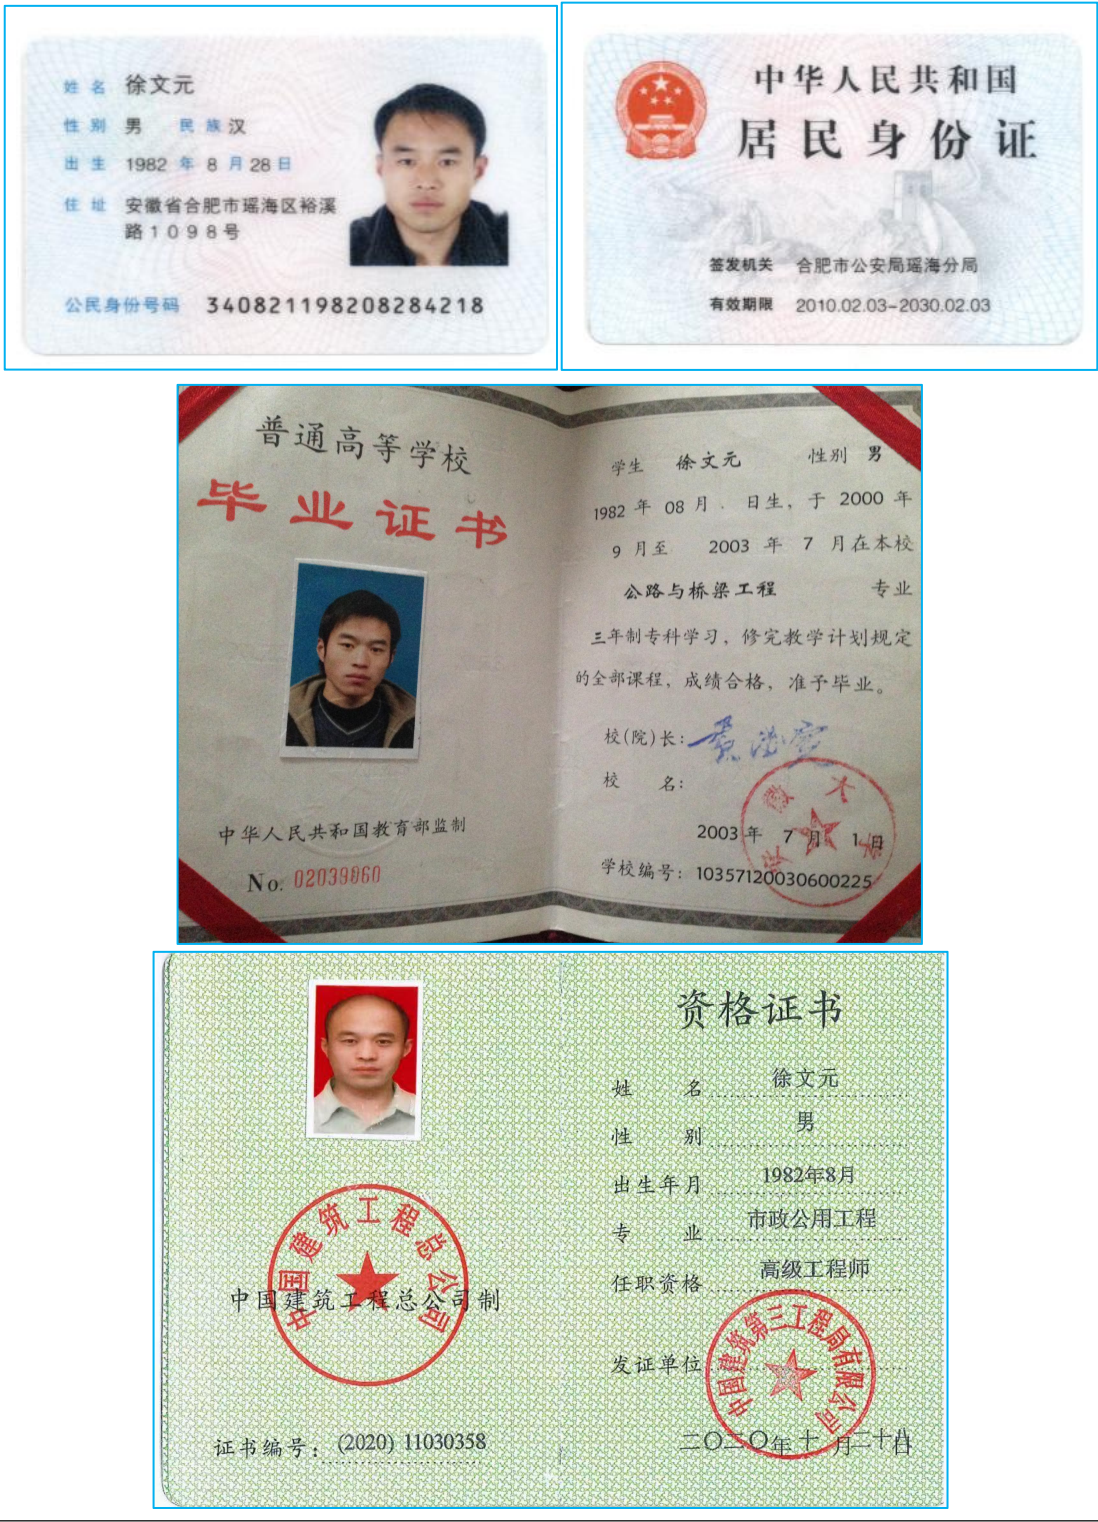 姓名 徐文元
性别 男 民族 汉
出生 1982 年 8 月 28 日
住址 安徽省合肥市瑶海区裕溪
路1098号
公民身份号码 340821198208284218
中华人民共和国
居民身份证
签发机关 合肥市公安局瑶海分局
有效期限 2010.02.03-2030.02.03
普通高等学校
毕业证书
中华人民共和国教育部监制
No. 02039860
学生 徐文元 性别 男
1982 年 08 月 . 日生, 于 2000 年
9 月至 2003 年 7 月在本校
公路与桥梁工程 专业
三年制专科学习, 修完教学计划规定
的全部课程, 成绩合格, 准予毕业。
校(院)长:
校 名:
安徽大学
2003 年 7 月 1 日
学校编号: 10357120030600225
中国建筑工程总公司
中国建筑工程总公司制
证书编号: (2020) 11030358
资格证书
姓 名 徐文元
性 别 男
出生年月 1982年8月
专 业 市政公用工程
任职资格 高级工程师
发证单位
中国建筑第三工程局有限公司
二〇二〇年十一月二十八日